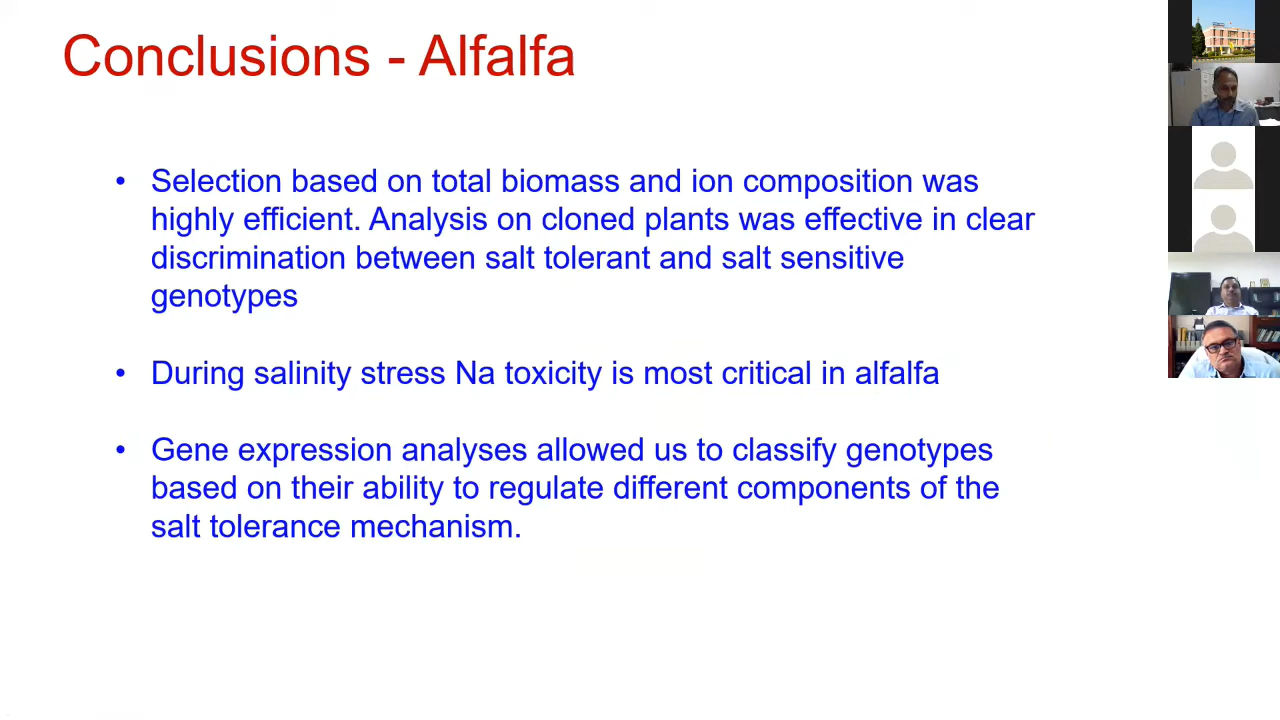 Conclusions - Alfalfa
• Selection based on total biomass and ion composition was
highly efficient. Analysis on cloned plants was effective in clear
discrimination between salt tolerant and salt sensitive
genotypes
• During salinity stress Na toxicity is most critical in alfalfa
• Gene expression analyses allowed us to classify genotypes
based on their ability to regulate different components of the
salt tolerance mechanism.